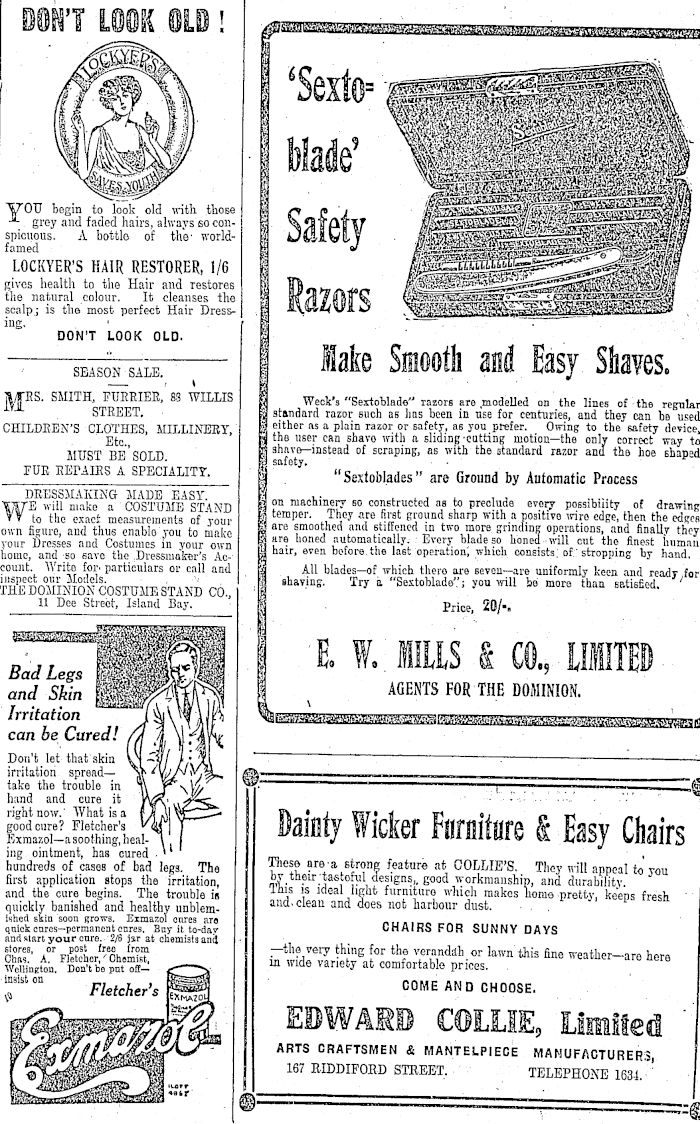 DON'T LOOK OLD!
LOCKYER'S
SAVES YOUTH
YOU begin to look old with those
grey and faded hairs, always so con-
spicuous. A bottle of the world-
famed
LOCKYER'S HAIR RESTORER, 1/6
gives health to the Hair and restores
the natural colour. It cleanses the
scalp; is the most perfect Hair Dress-
ing.
DON'T LOOK OLD.
SEASON SALE.
MRS. SMITH, FURRIER, 88 WILLIS
STREET.
CHILDREN'S CLOTHES, MILLINERY,
Etc.,
MUST BE SOLD.
FUR REPAIRS A SPECIALITY.
DRESSMAKING MADE EASY.
WE will make a COSTUME STAND
to the exact measurements of your
own figure, and thus enable you to make
your Dresses and Costumes in your own
home and so save the Dressmaker's Ac-
count. Write for particulars or call and
inspect our Models.
THE DOMINION COSTUME STAND CO.,
11 Dee Street, Island Bay.
Bad Legs
and Skin
Irritation
can be Cured!
Don't let that skin
irritation spread—
take the trouble in
hand and cure it
right now. What is a
good cure? Fletcher's
Exmazol—a soothing, heal-
ing ointment, has cured
hundreds of cases of bad legs. The
first application stops the irritation,
and the cure begins. The trouble is
quickly banished and healthy unblem-
ished skin soon grows. Exmazol cures are
quick cures—permanent cures. Buy it to-day
and start your cure. 2/6 jar at chemists and
stores, or post free from
Chas. A. Fletcher, Chemist,
Wellington. Don't be put off—
insist on
Fletcher's
EXMAZOL
Exmazol
'Sexto=
blade'
Safety
Razors
Make Smooth and Easy Shaves.
Weck's "Sextoblade" razors are modelled on the lines of the regular
standard razor such as has been in use for centuries, and they can be used
either as a plain razor or safety, as you prefer. Owing to the safety device,
the user can shave with a sliding cutting motion—the only correct way to
shave—instead of scraping, as with the standard razor and the hoe shaped
safety.
"Sextoblades" are Ground by Automatic Process
on machinery so constructed as to preclude every possibility of drawing
temper. They are first ground sharp with a positive wire edge, then the edges
are smoothed and stiffened in two more grinding operations, and finally they
are honed automatically. Every blade so honed will cut the finest human
hair, even before the last operation, which consists of stropping by hand.
All blades—of which there are seven—are uniformly keen and ready for
shaving. Try a "Sextoblade"; you will be more than satisfied.
Price, 20/-.
E. W. MILLS & CO., LIMITED
AGENTS FOR THE DOMINION.
Dainty Wicker Furniture & Easy Chairs
These are a strong feature at COLLIE'S. They will appeal to you
by their tasteful designs, good workmanship, and durability.
This is ideal light furniture which makes home pretty, keeps fresh
and clean and does not harbour dust.
CHAIRS FOR SUNNY DAYS
—the very thing for the verandah or lawn this fine weather—are here
in wide variety at comfortable prices.
COME AND CHOOSE.
EDWARD COLLIE, Limited
ARTS CRAFTSMEN & MANTELPIECE MANUFACTURERS,
167 RIDDIFORD STREET. TELEPHONE 1634.